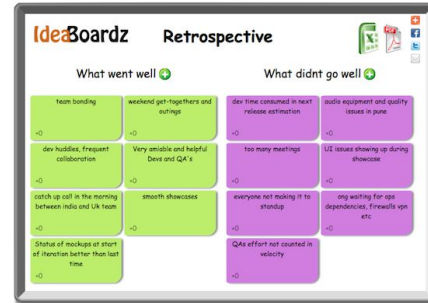 IdeaBoardz
Retrospective
What went well
What didnt go well
team bonding
+0
weekend get-togethers and
outings
+0
dev time consumed in next
release estimation
+0
audio equipment and quality
issues in pune
+0
dev huddles, frequent
collaboration
+0
Very amiable and helpful
Devs and QA's
+0
too many meetings
+0
UI issues showing up during
showcase
+0
catch up call in the morning
between india and Uk team
+0
smooth showcases
+0
everyone not making it to
standup
+0
ong waiting for ops
dependencies, firewalls vpn
etc
+0
Status of mockups at start
of iteration better than last
time
+0
QAs effort not counted in
velocity
+0